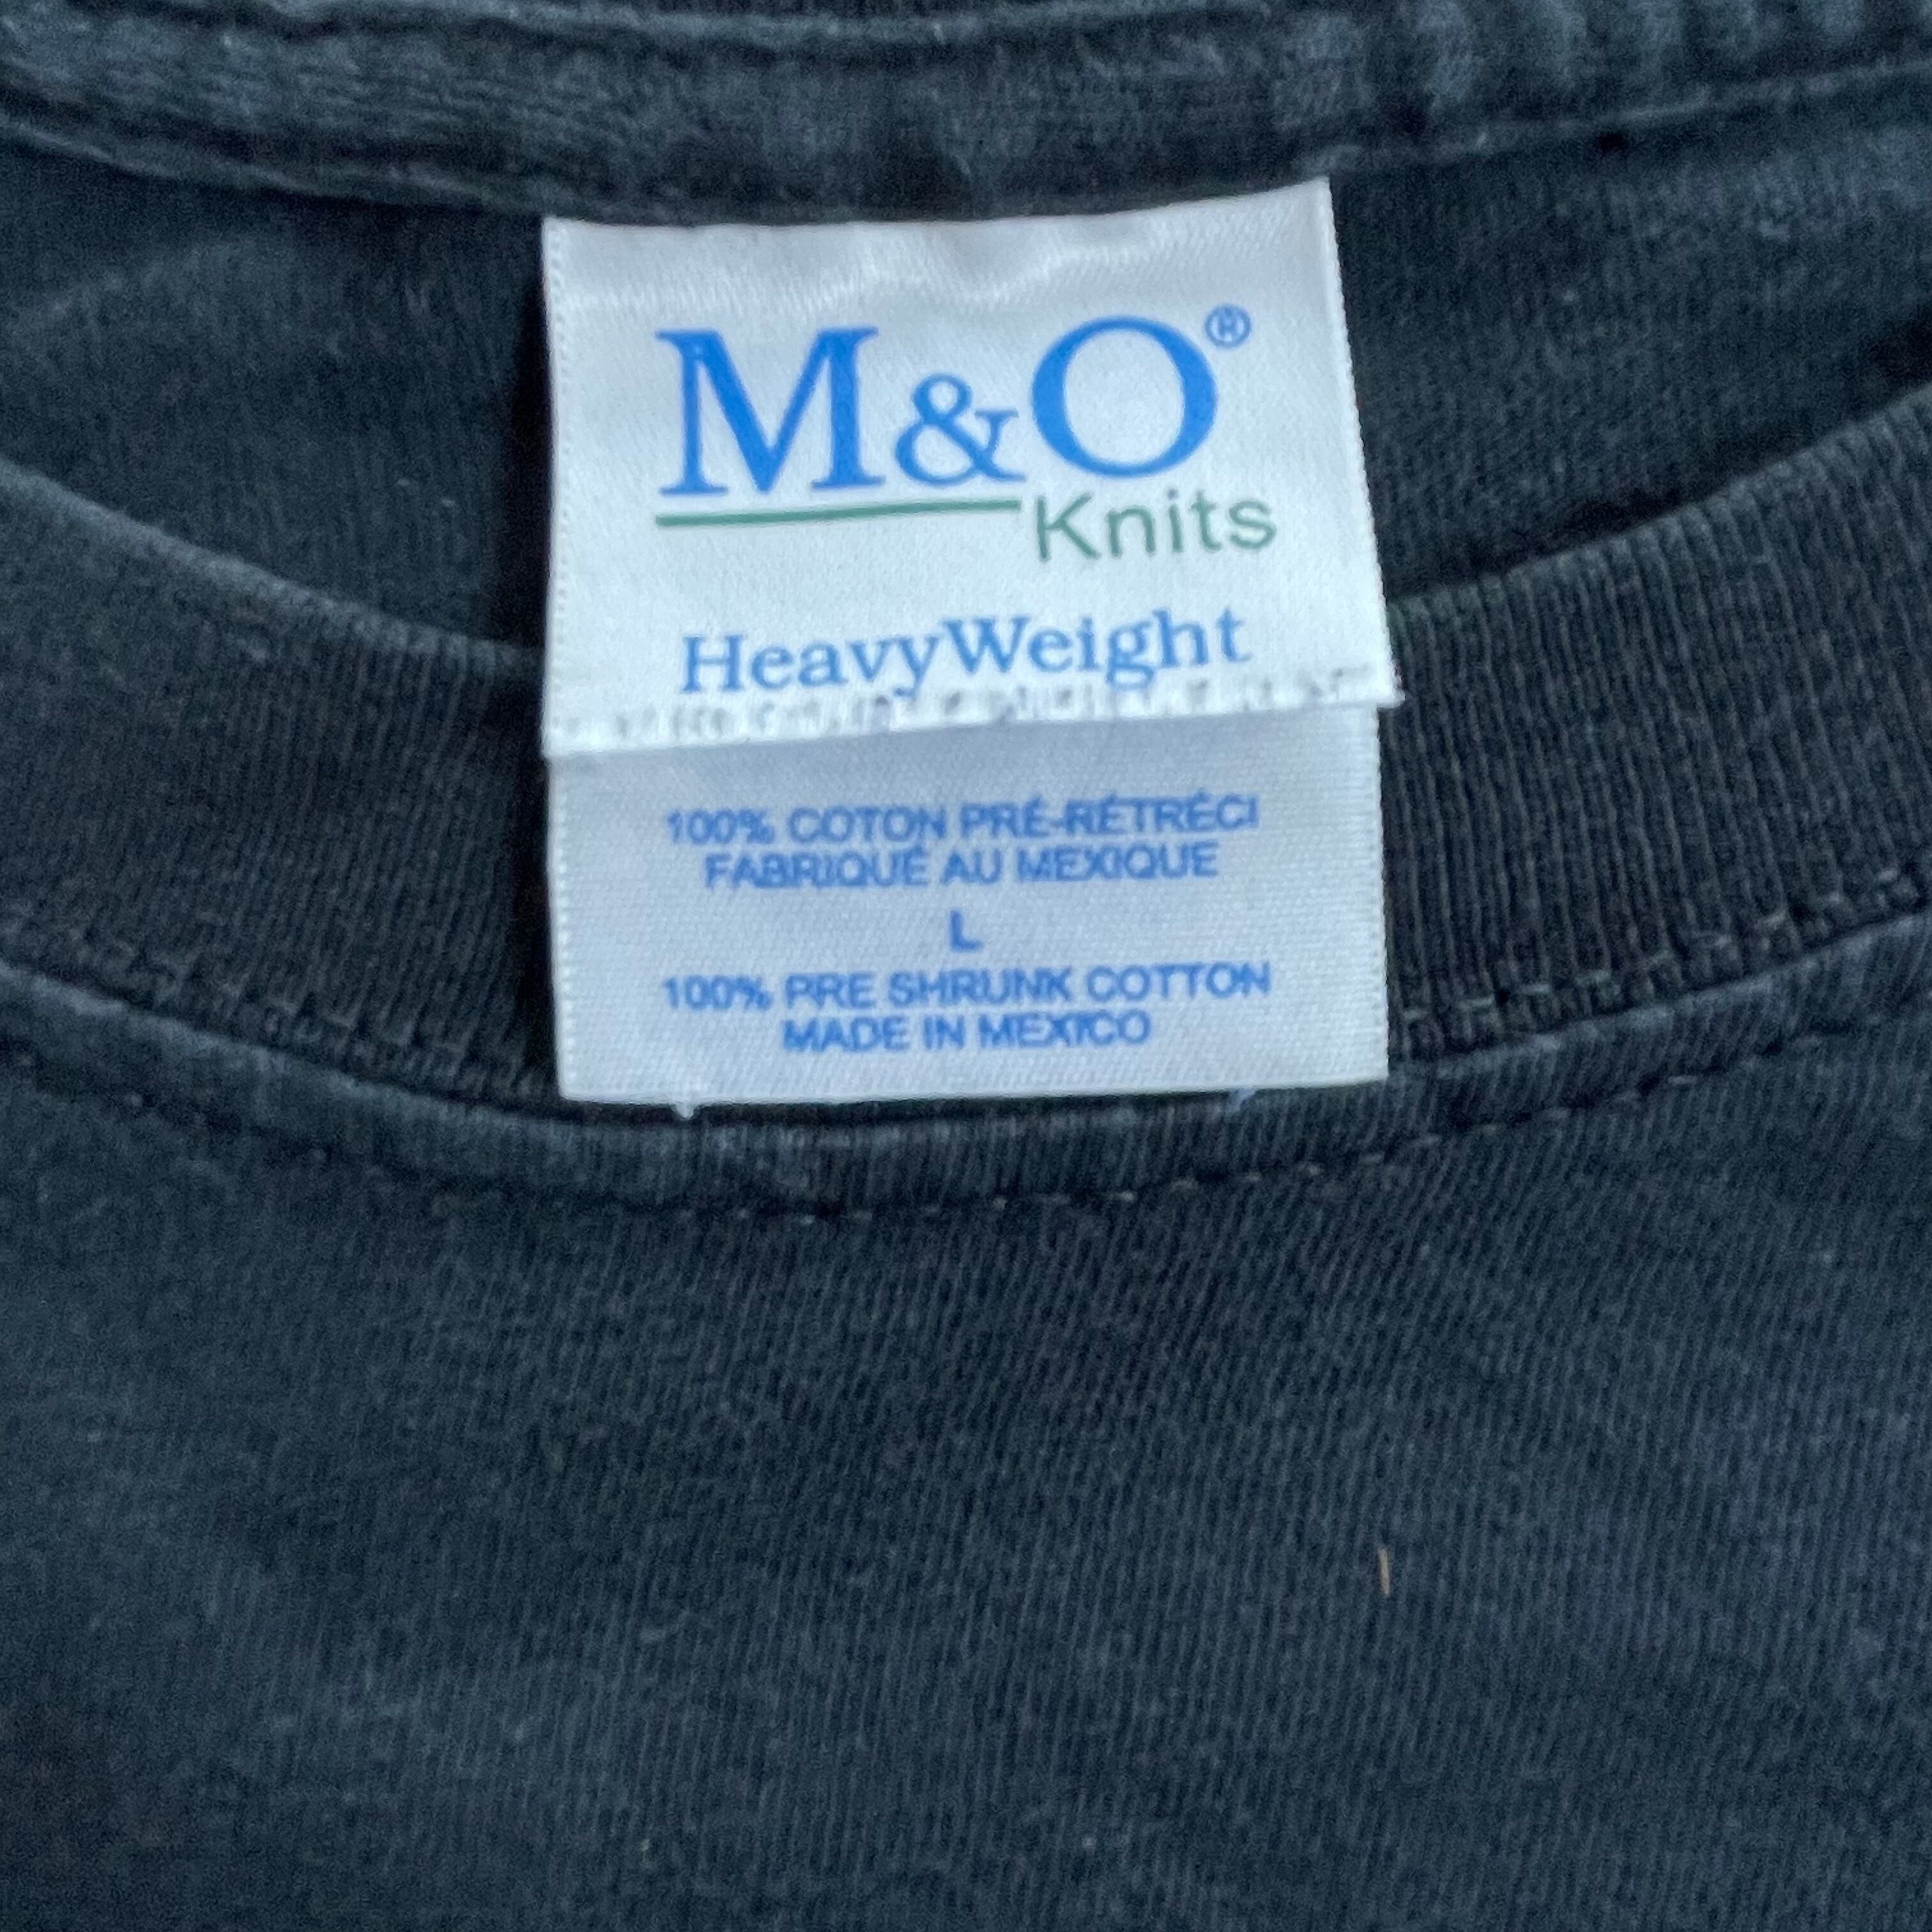 M&O®
Knits
HeavyWeight
100% COTON PRÉ-RÉTRÉCI
FABRIQUÉ AU MEXIQUE
L
100% PRE SHRUNK COTTON
MADE IN MEXICO